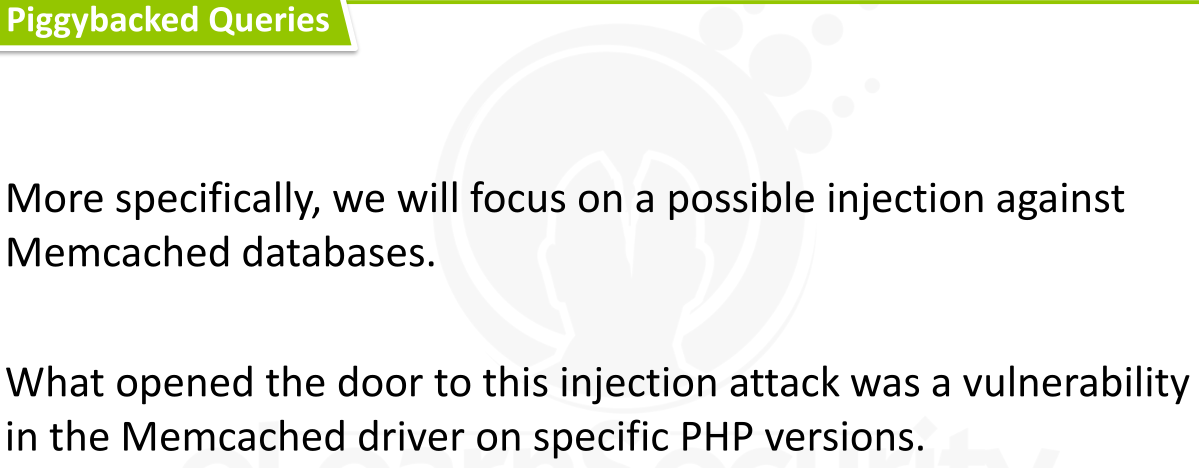 Piggybacked Queries
More specifically, we will focus on a possible injection against
Memcached databases.
What opened the door to this injection attack was a vulnerability
in the Memcached driver on specific PHP versions.